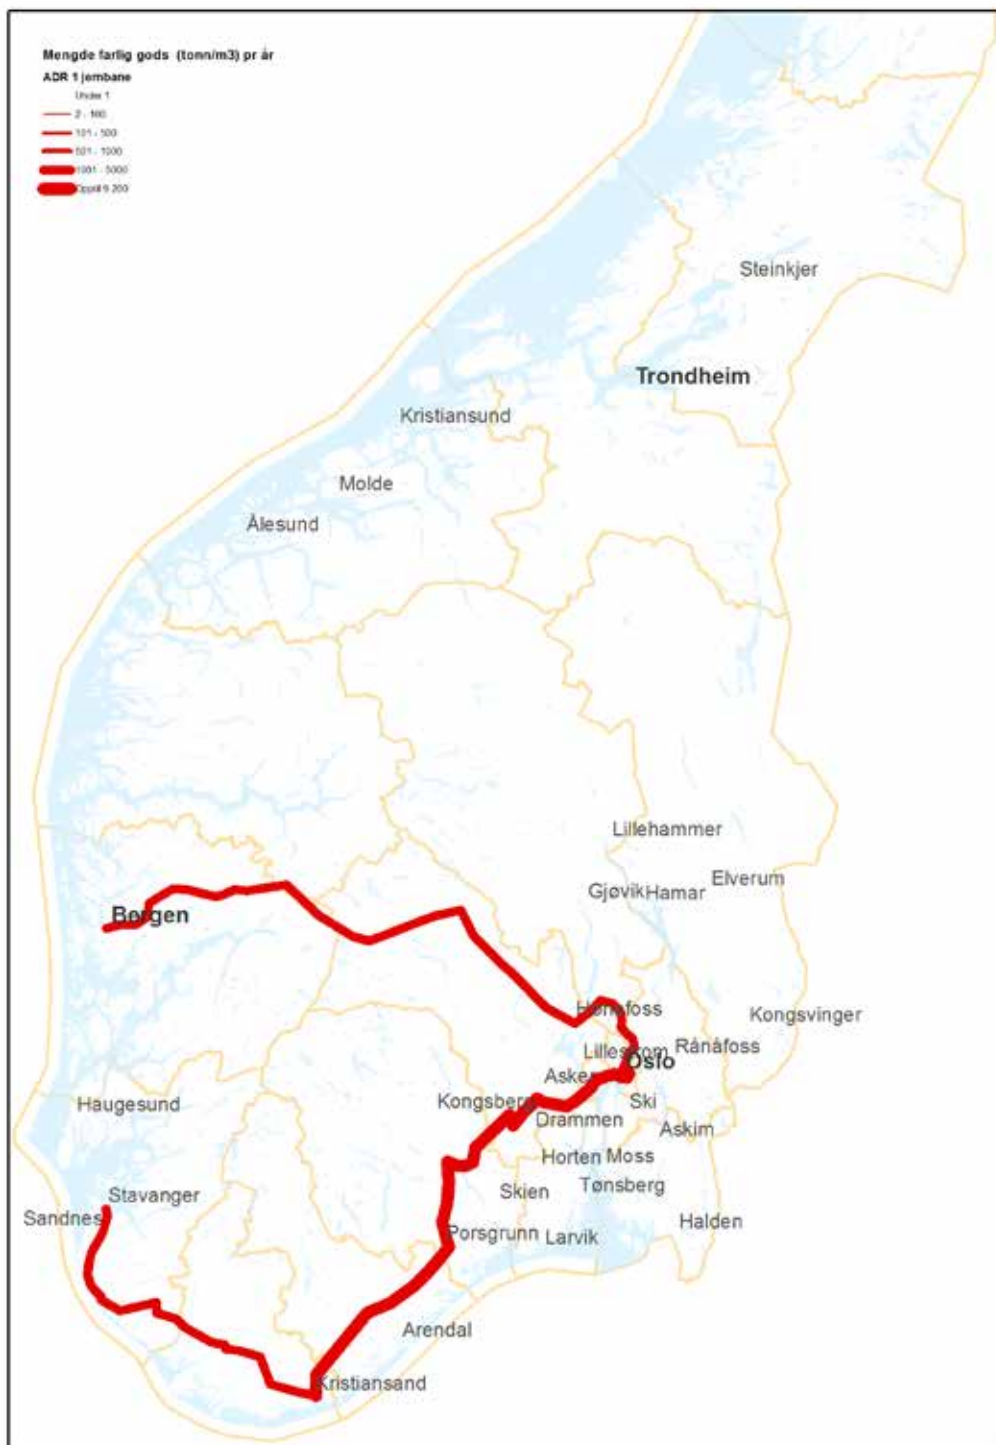 Mengde farlig gods (tonn/m3) pr år
ADR 1 jernbane
Under 1
2 - 100
101 - 500
501 - 1000
1001 - 5000
Opptil 9 200
Steinkjer
Trondheim
Kristiansund
Molde
Ålesund
Lillehammer
Elverum
Gjøvik
Hamar
Bergen
Hønefoss
Kongsvinger
Rånåfoss
Lillestrøm
Oslo
Asker
Kongsberg
Haugesund
Ski
Drammen
Askim
Horten
Moss
Tønsberg
Skien
Stavanger
Sandnes
Halden
Porsgrunn
Larvik
Arendal
Kristiansand